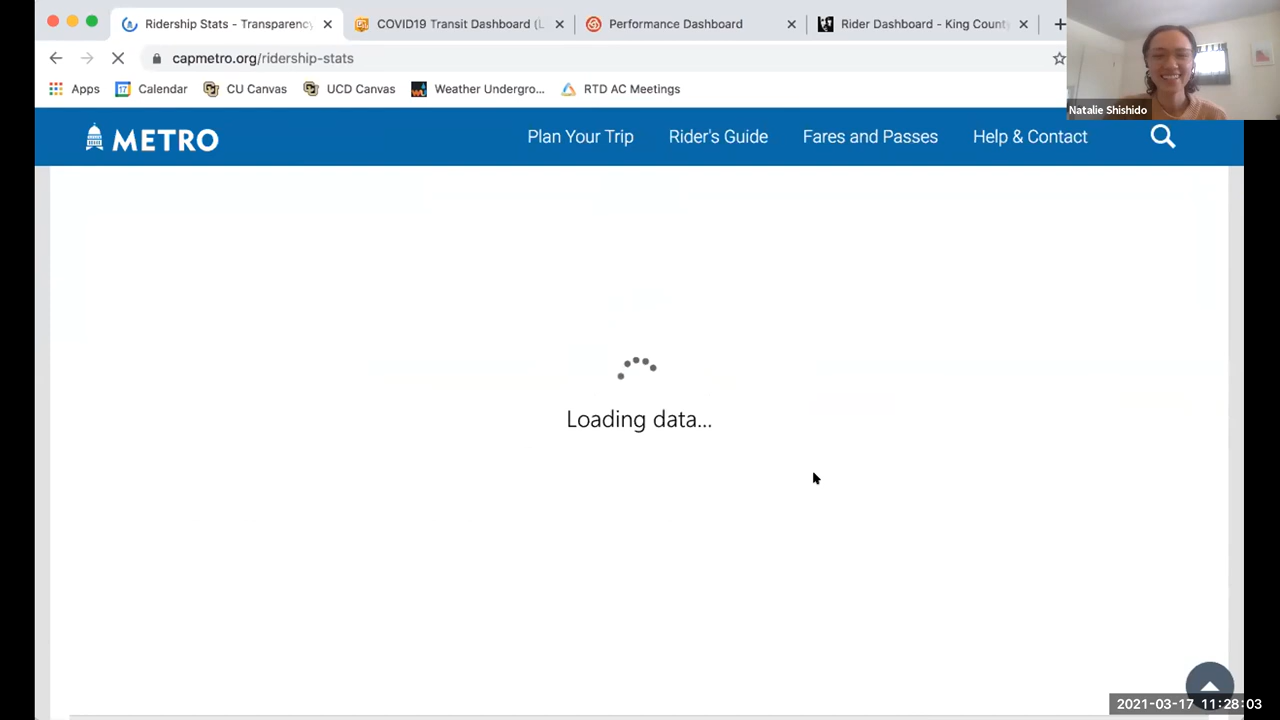 Ridership Stats - Transparency
COVID19 Transit Dashboard (L
Performance Dashboard
Rider Dashboard - King County
capmetro.org/ridership-stats
Apps
17 Calendar
CU Canvas
UCD Canvas
Weather Undergro...
RTD AC Meetings
Natalie Shishido
METRO
Plan Your Trip
Rider's Guide
Fares and Passes
Help & Contact
Loading data...
2021-03-17 11:28:03